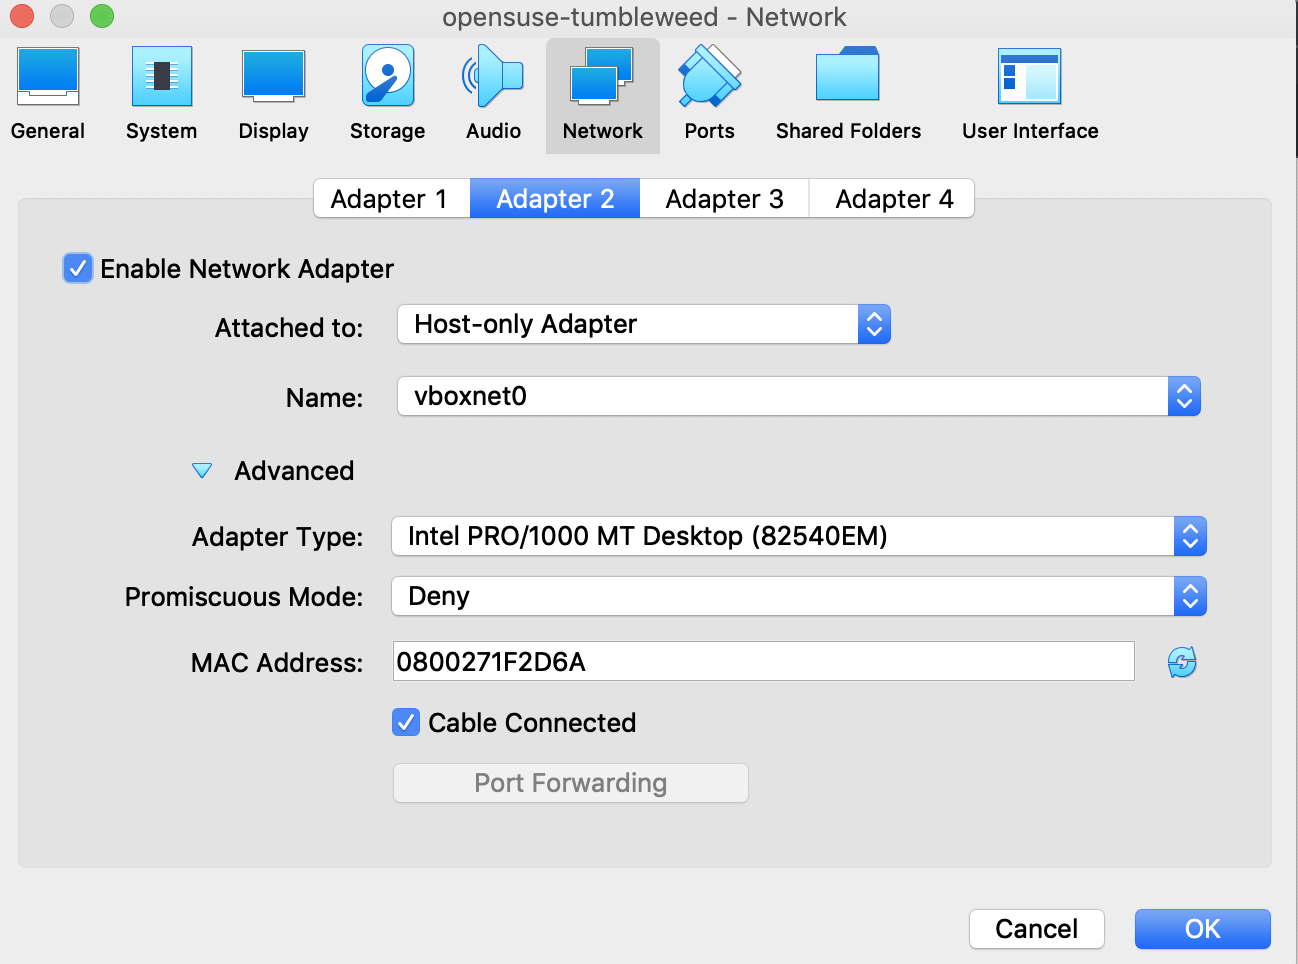 opensuse-tumbleweed - Network
General System Display Storage Audio Network Ports Shared Folders User Interface
Adapter 1 Adapter 2 Adapter 3 Adapter 4
Enable Network Adapter
Attached to: Host-only Adapter
Name: vboxnet0
Advanced
Adapter Type: Intel PRO/1000 MT Desktop (82540EM)
Promiscuous Mode: Deny
MAC Address: 0800271F2D6A
Cable Connected
Port Forwarding
Cancel OK